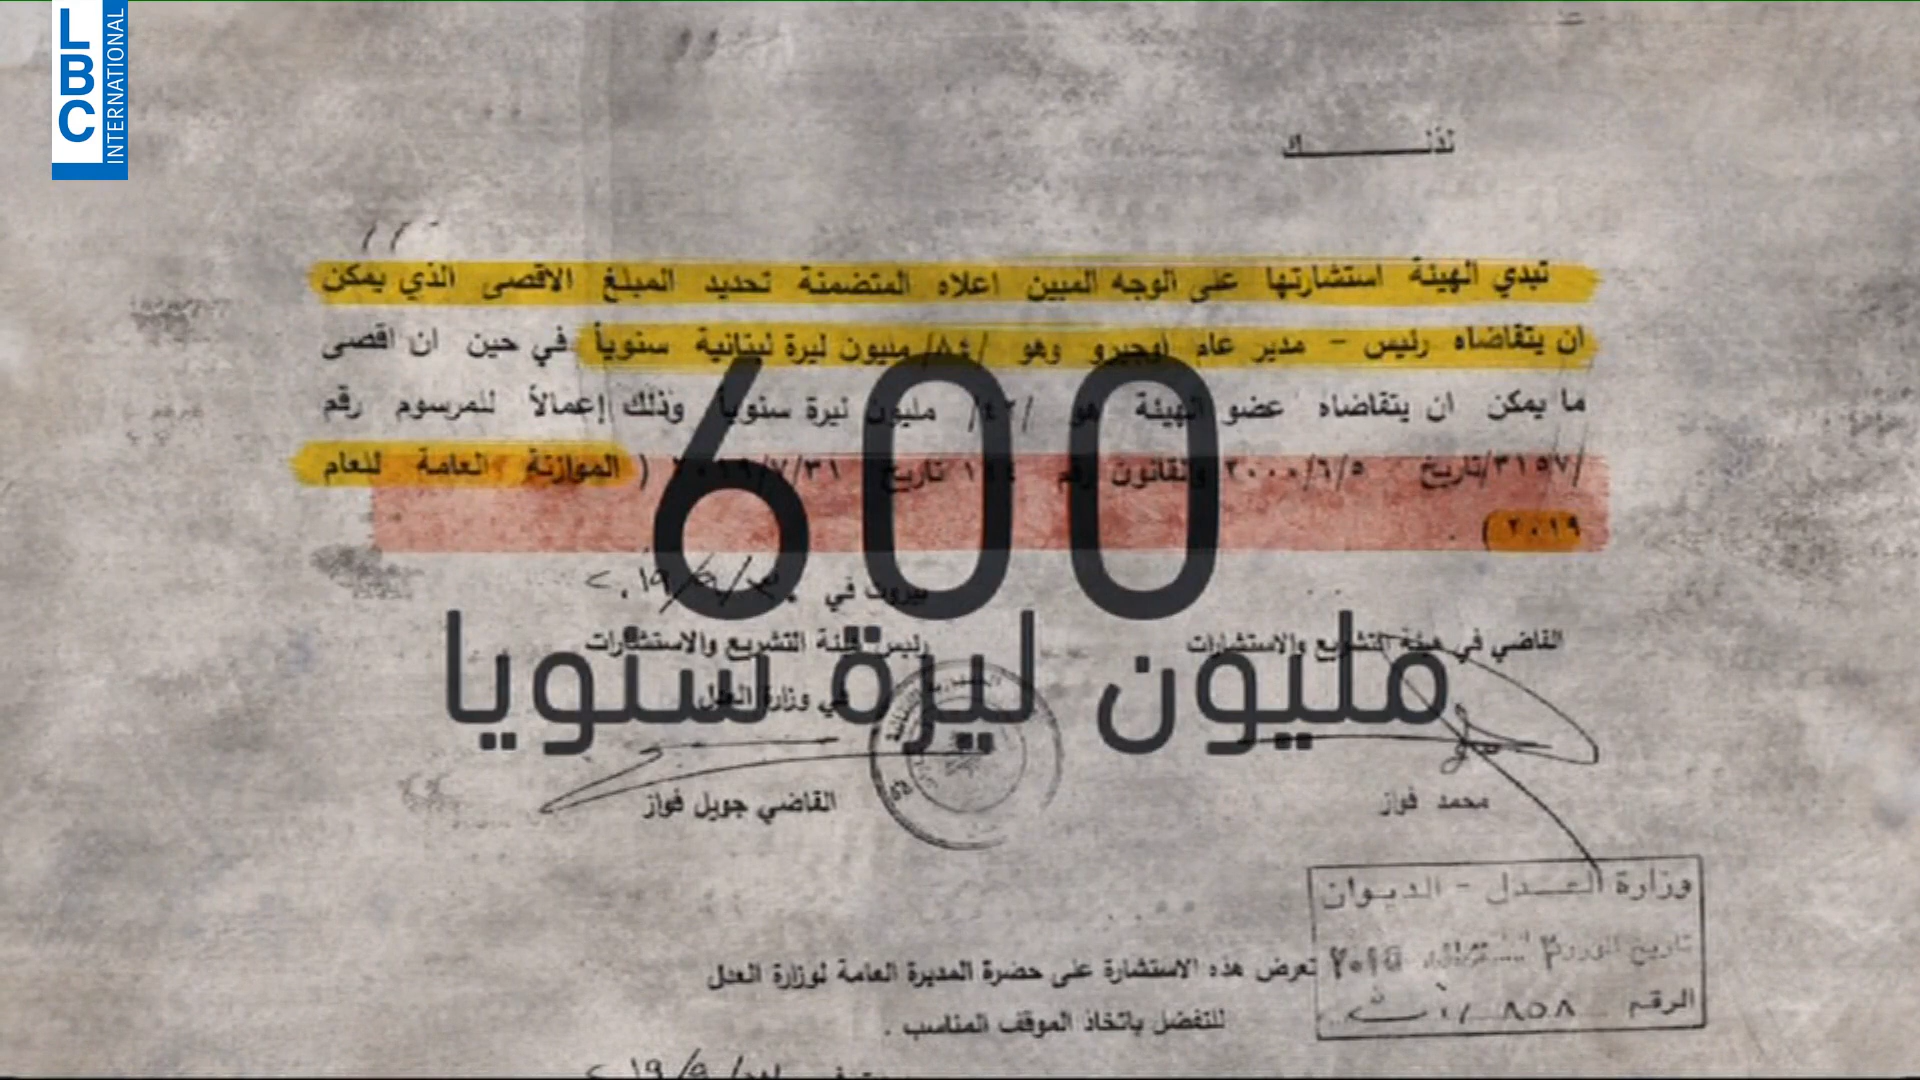 LBC
INTERNATIONAL
لذلـــــــك
تبدي الهيئة استشارتها على الوجه المبين اعلاه المتضمنة تحديد المبلغ الاقصى الذي يمكن
ان يتقاضاه رئيس – مدير عام اوجيرو وهو /٨٤/ مليون ليرة لبنانية سنوياً في حين ان اقصى
ما يمكن ان يتقاضاه عضو الهيئة هو /٤٢/ مليون ليرة سنوياً وذلك إعمالاً للمرسوم رقم
/٣١٥٧/تاريخ ٢٠٠٠/٦/٥ والقانون رقم ١٤٤ تاريخ ٢٠١٩/٧/٣١ ( الموازنة العامة للعام
٢٠١٩ ) .
600
مليون ليرة سنويا
بيروت في
القاضي في هيئة التشريع والاستشارات
رئيس هيئة التشريع والاستشارات
في وزارة العدل
محمد فواز
القاضي جويل فواز
وزارة العـــدل - الديـوان
تاريخ الورود
الرقم ٨٥٨
تعرض هذه الاستشارة على حضرة المديرة العامة لوزارة العدل
للتفضل باتخاذ الموقف المناسب .